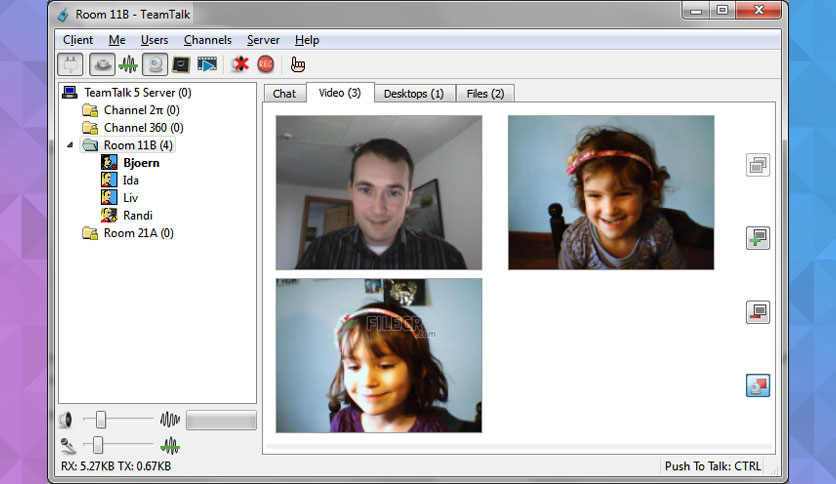 Room 11B - TeamTalk
Client Me Users Channels Server Help
REC
TeamTalk 5 Server (0)
Channel 2π (0)
Channel 360 (0)
Room 11B (4)
Bjoern
Ida
Liv
Randi
Room 21A (0)
Chat Video (3) Desktops (1) Files (2)
FILECR
.com
RX: 5.27KB TX: 0.67KB
Push To Talk: CTRL